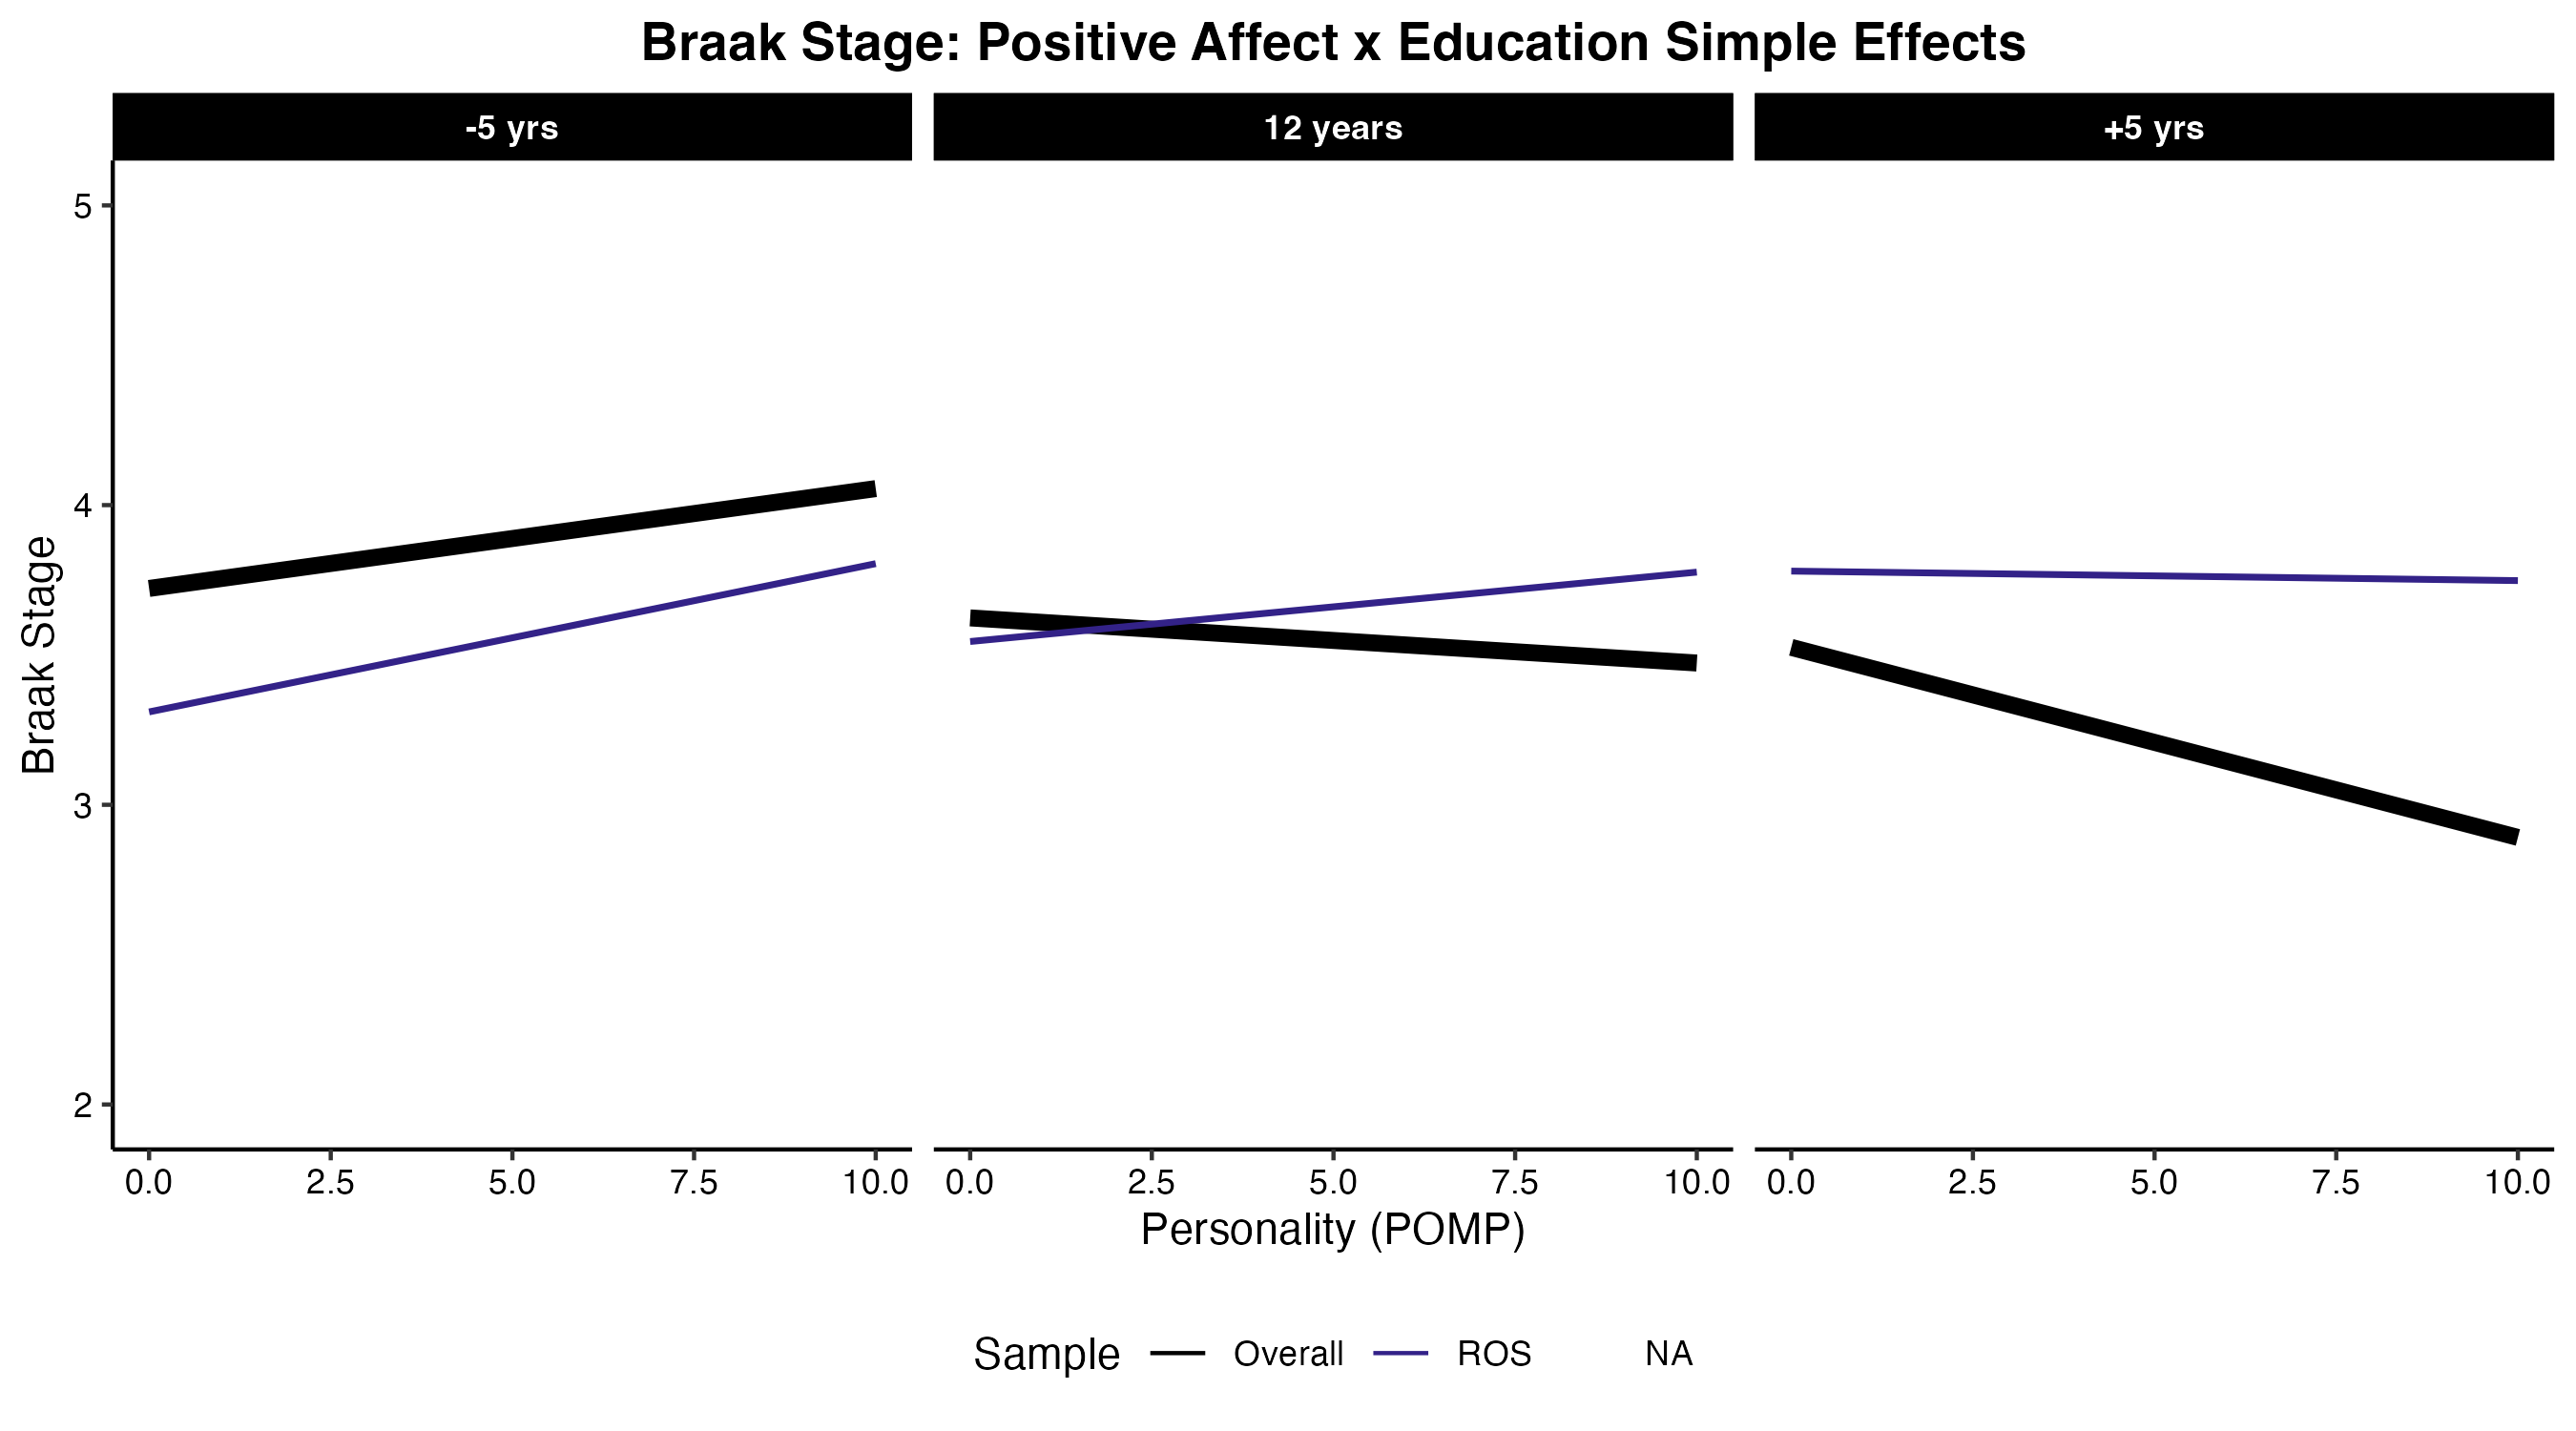 Braak Stage: Positive Affect x Education Simple Effects
-5 yrs 12 years +5 yrs
5
4
3
2
Braak Stage
0.0 2.5 5.0 7.5 10.0 0.0 2.5 5.0 7.5 10.0 0.0 2.5 5.0 7.5 10.0
Personality (POMP)
Sample Overall ROS NA